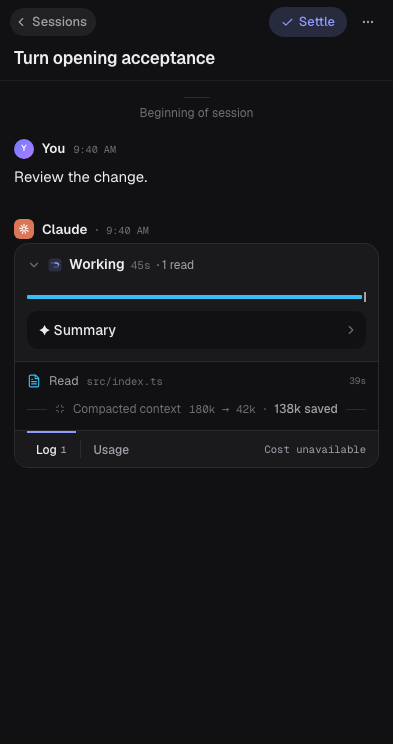 Sessions
Settle
Turn opening acceptance
Beginning of session
Y You 9:40 AM
Review the change.
Claude · 9:40 AM
Working 45s · 1 read
Summary
Read src/index.ts 39s
Compacted context 180k → 42k · 138k saved
Log 1 Usage Cost unavailable